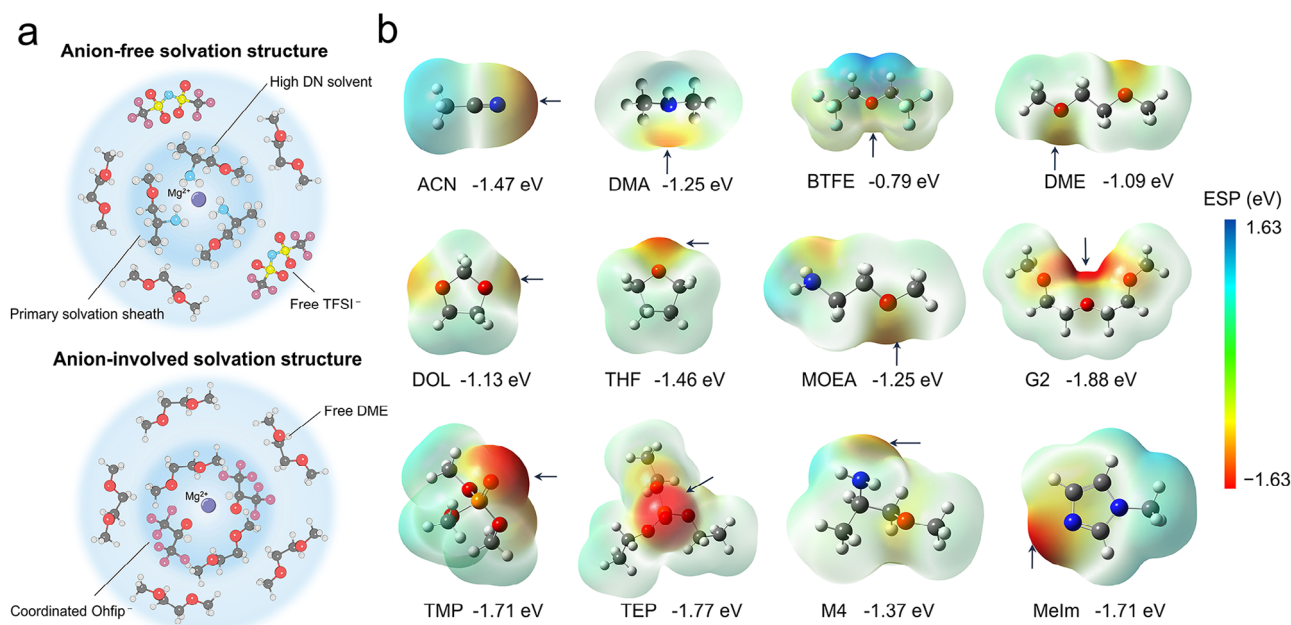 a
Anion-free solvation structure
High DN solvent
Mg2+
Primary solvation sheath
Free TFSI−
Anion-involved solvation structure
Free DME
Mg2+
Coordinated Ohfip−
b
ACN -1.47 eV
DMA -1.25 eV
BTFE -0.79 eV
DME -1.09 eV
DOL -1.13 eV
THF -1.46 eV
MOEA -1.25 eV
G2 -1.88 eV
TMP -1.71 eV
TEP -1.77 eV
M4 -1.37 eV
MeIm -1.71 eV
ESP (eV)
1.63
−1.63